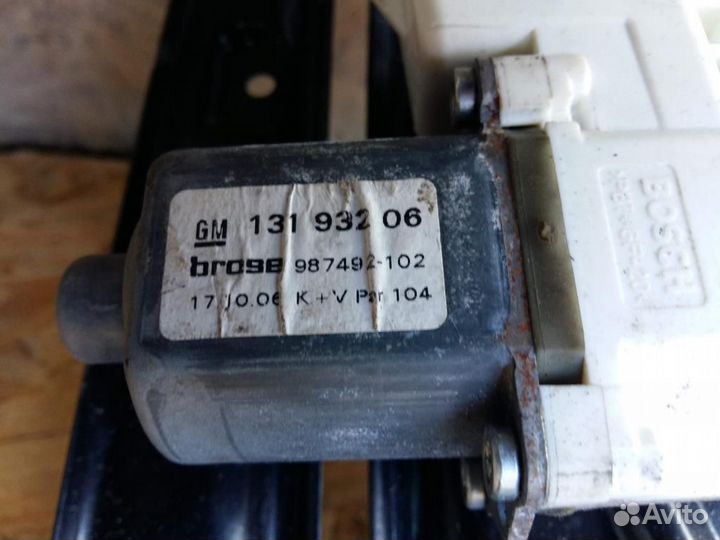 GM 131 932 06
brose 987492-102
17.10.06 K+V Par 104
BOSCH
Avito